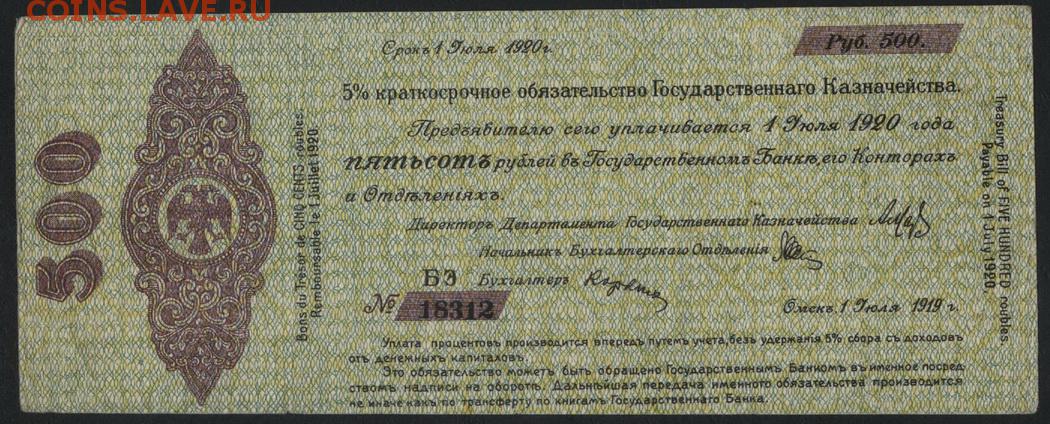 COINS.LAVE.RU
Срокъ 1 Июля 1920 г.
Руб. 500.
5% краткосрочное обязательство Государственнаго Казначейства.
Предъявителю сего уплачивается 1 Июля 1920 года
пятьсотъ рублей въ Государственномъ Банкѣ, его Конторахъ
и Отдѣленіяхъ.
Директоръ Департамента Государственнаго Казначейства
Начальникъ Бухгалтерскаго Отдѣленія
БЭ Бухгалтеръ
№ 18312
Омскъ, 1 Июля 1919 г.
Уплата процентовъ производится впередъ путемъ учета, безъ удержанія 5% сбора съ доходовъ
отъ денежныхъ капиталовъ.
Это обязательство можетъ быть обращено Государственнымъ Банкомъ въ именное посред
ствомъ надписи на оборотѣ. Дальнѣйшая передача именного обязательства производится
не иначе какъ по трансферту по книгамъ Государственнаго Банка.
500
Bons du Trésor de CINQ CENTS roubles.
Remboursable le 1 Juillet 1920.
Treasury Bill of FIVE HUNDRED roubles
Payable on 1 July 1920.